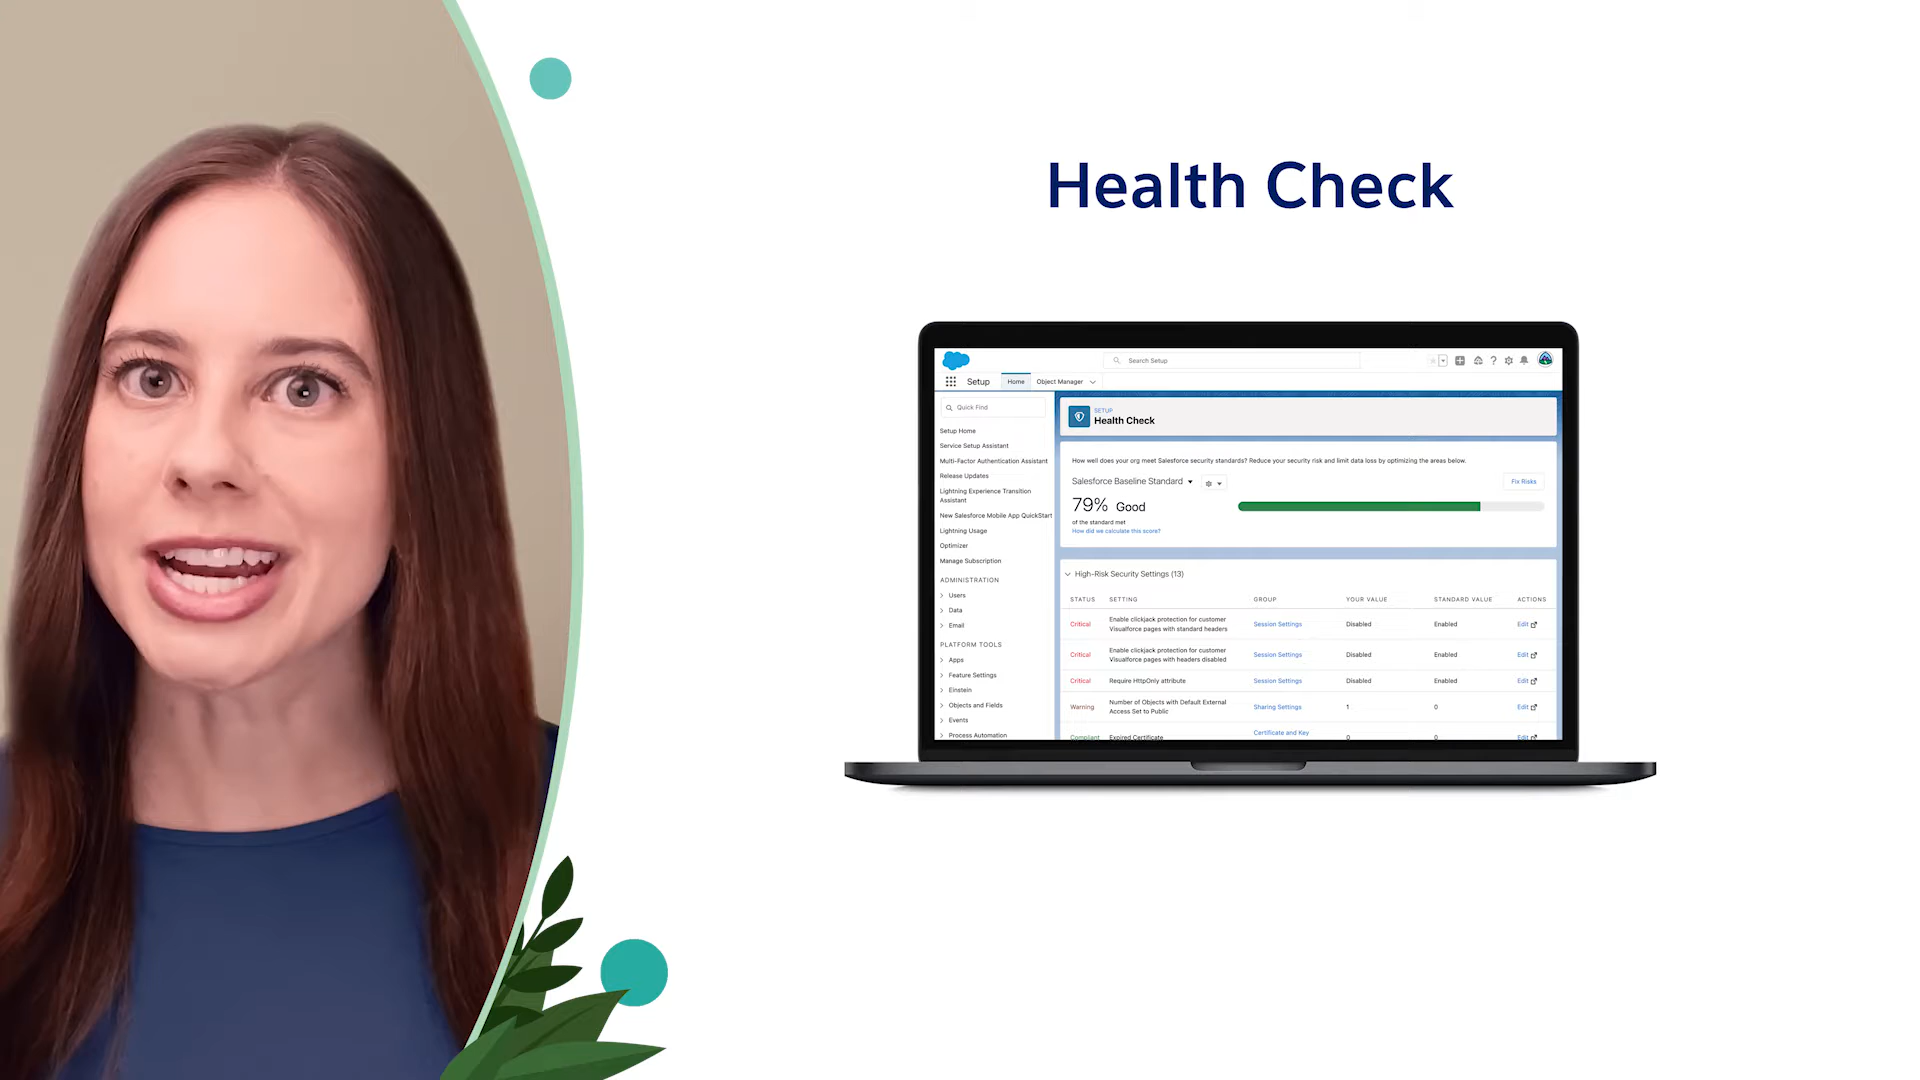 Health Check
Search Setup
Setup
Home
Object Manager
Quick Find
Setup Home
Service Setup Assistant
Multi-Factor Authentication Assistant
Release Updates
Lightning Experience Transition
Assistant
New Salesforce Mobile App QuickStart
Lightning Usage
Optimizer
Manage Subscription
ADMINISTRATION
Users
Data
Email
PLATFORM TOOLS
Apps
Feature Settings
Einstein
Objects and Fields
Events
Process Automation
SETUP
Health Check
How well does your org meet Salesforce security standards? Reduce your security risk and limit data loss by optimizing the areas below.
Salesforce Baseline Standard
Fix Risks
79% Good
of the standard met
How did we calculate this score?
High-Risk Security Settings (13)
STATUS SETTING GROUP YOUR VALUE STANDARD VALUE ACTIONS
Critical Enable clickjack protection for customer Session Settings Disabled Enabled Edit
Visualforce pages with standard headers
Critical Enable clickjack protection for customer Session Settings Disabled Enabled Edit
Visualforce pages with headers disabled
Critical Require HttpOnly attribute Session Settings Disabled Enabled Edit
Warning Number of Objects with Default External Sharing Settings 1 0 Edit
Access Set to Public
Compliant Expired Certificate Certificate and Key 0 0 Edit